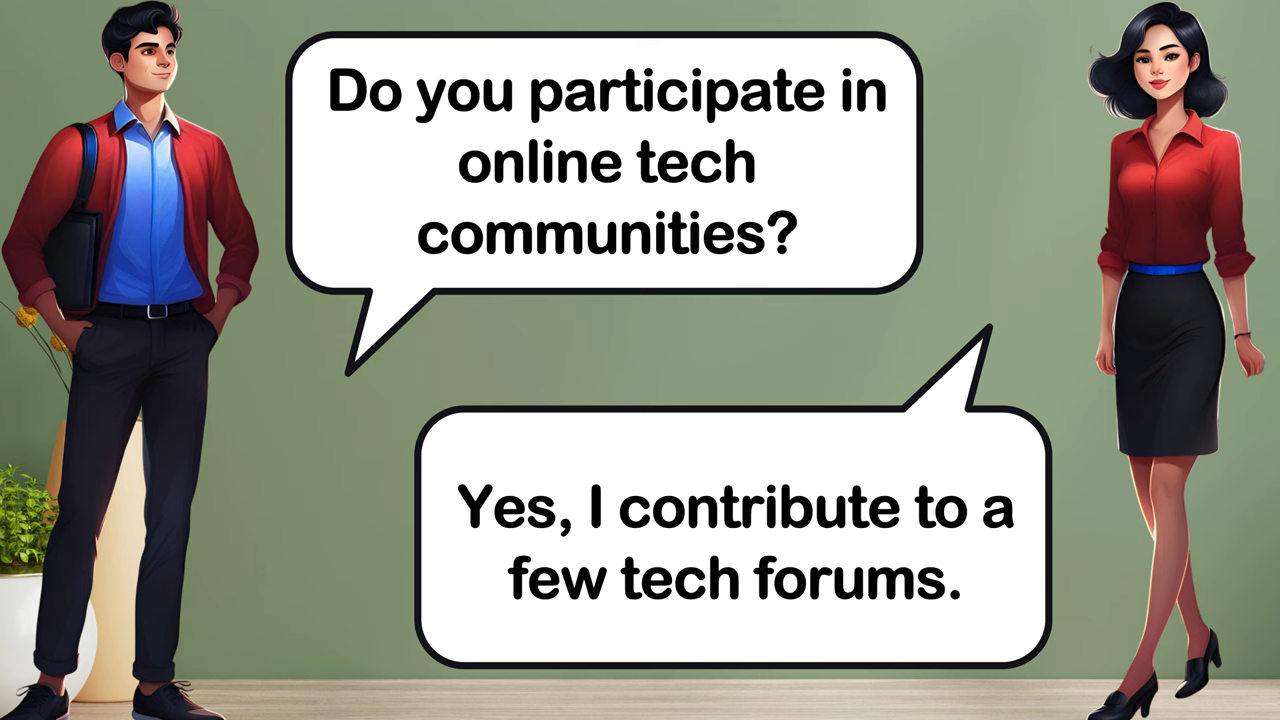 Do you participate in
online tech
communities?
Yes, I contribute to a
few tech forums.